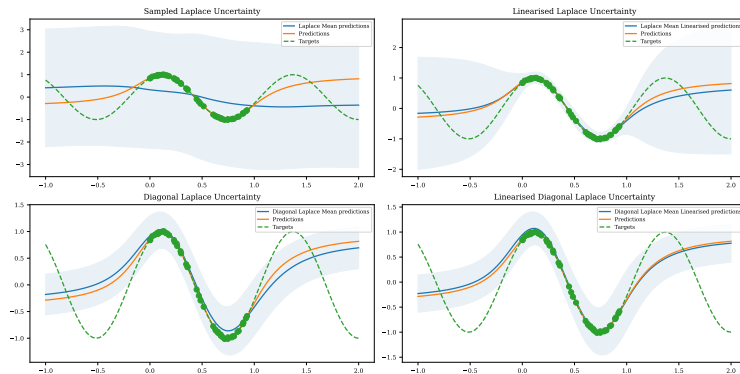 Sampled Laplace Uncertainty
Laplace Mean predictions
Predictions
Targets
3
2
1
0
−1
−2
−3
−1.0 −0.5 0.0 0.5 1.0 1.5 2.0
Linearised Laplace Uncertainty
Laplace Mean Linearised predictions
Predictions
Targets
2
1
0
−1
−2
−1.0 −0.5 0.0 0.5 1.0 1.5 2.0
Diagonal Laplace Uncertainty
Diagonal Laplace Mean predictions
Predictions
Targets
1.5
1.0
0.5
0.0
−0.5
−1.0
−1.0 −0.5 0.0 0.5 1.0 1.5 2.0
Linearised Diagonal Laplace Uncertainty
Diagonal Laplace Mean Linearised predictions
Predictions
Targets
1.5
1.0
0.5
0.0
−0.5
−1.0
−1.5
−1.0 −0.5 0.0 0.5 1.0 1.5 2.0